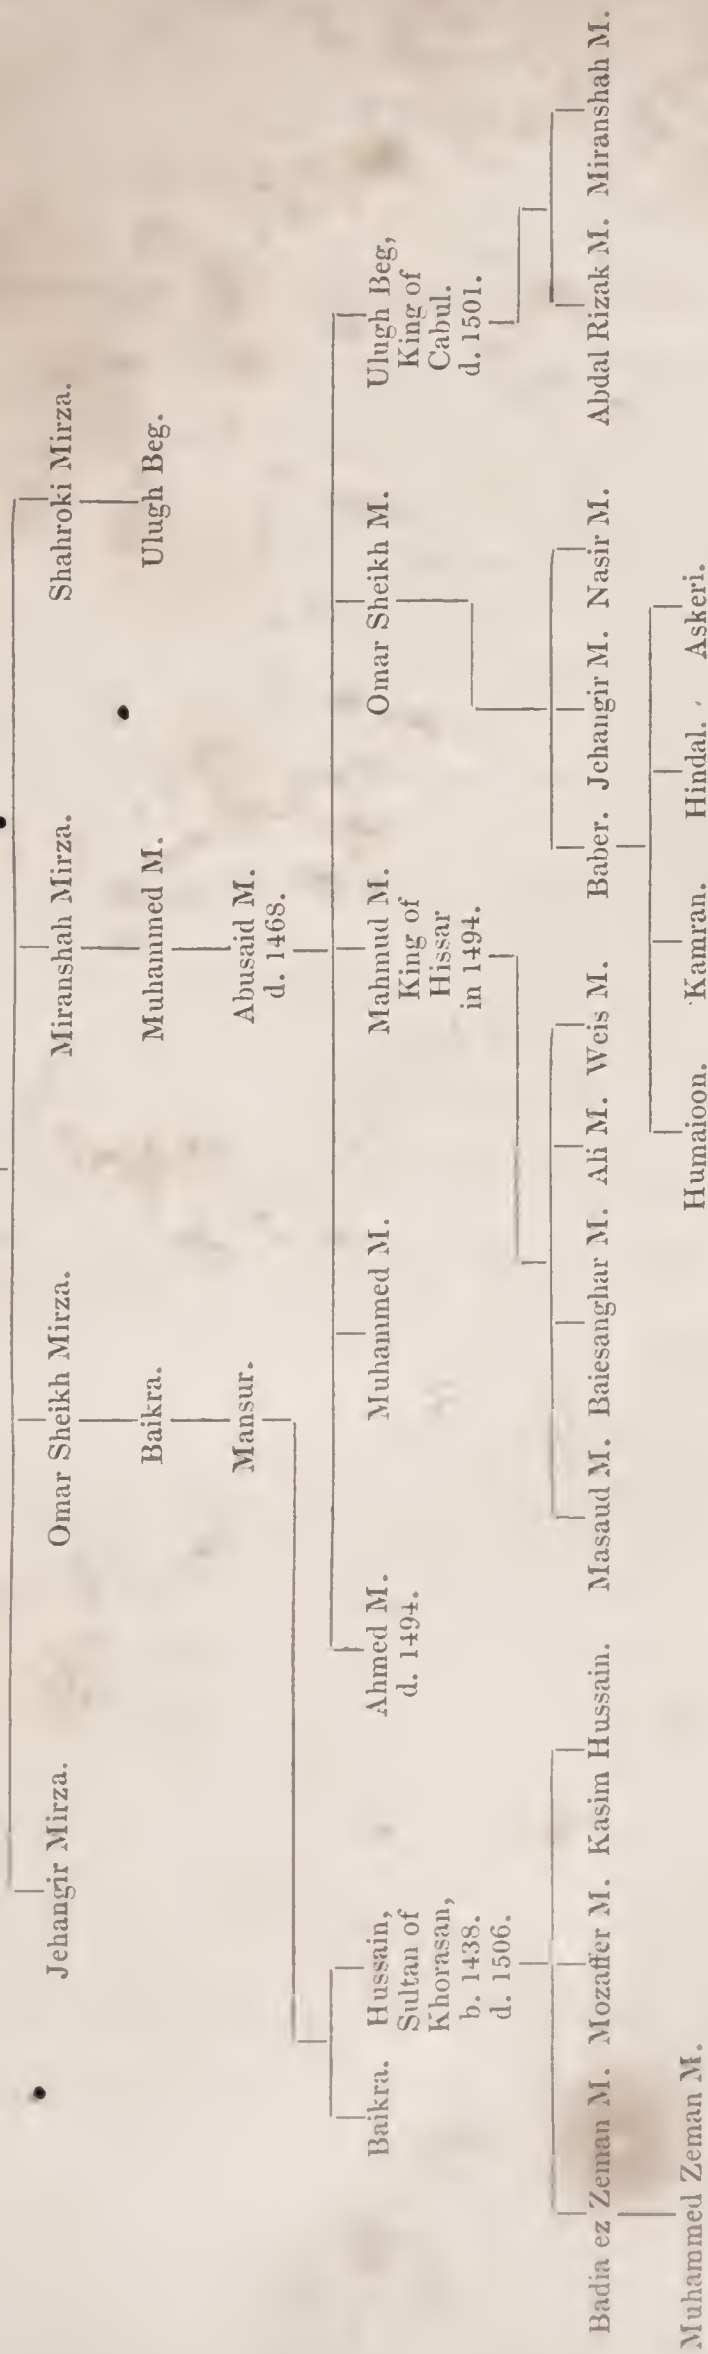 Jehangir Mirza.
Omar Sheikh Mirza.
Miranshah Mirza.
Shahroki Mirza.
Baikra.
Muhammed M.
Ulugh Beg.
Mansur.
Abusaid M.
d. 1468.
Baikra.
Hussain,
Sultan of
Khorasan,
b. 1438.
d. 1506.
Ahmed M.
d. 1494.
Muhammed M.
Mahmud M.
King of
Hissar
in 1494.
Omar Sheikh M.
Ulugh Beg,
King of
Cabul.
d. 1501.
Badia ez Zeman M. Mozaffer M. Kasim Hussain.
Masaud M. Baiesanghar M. Ali M. Weis M.
Baber. Jehangir M. Nasir M.
Abdal Rizak M. Miranshah M.
Muhammed Zeman M.
Humaioon. Kamran. Hindal. Askeri.